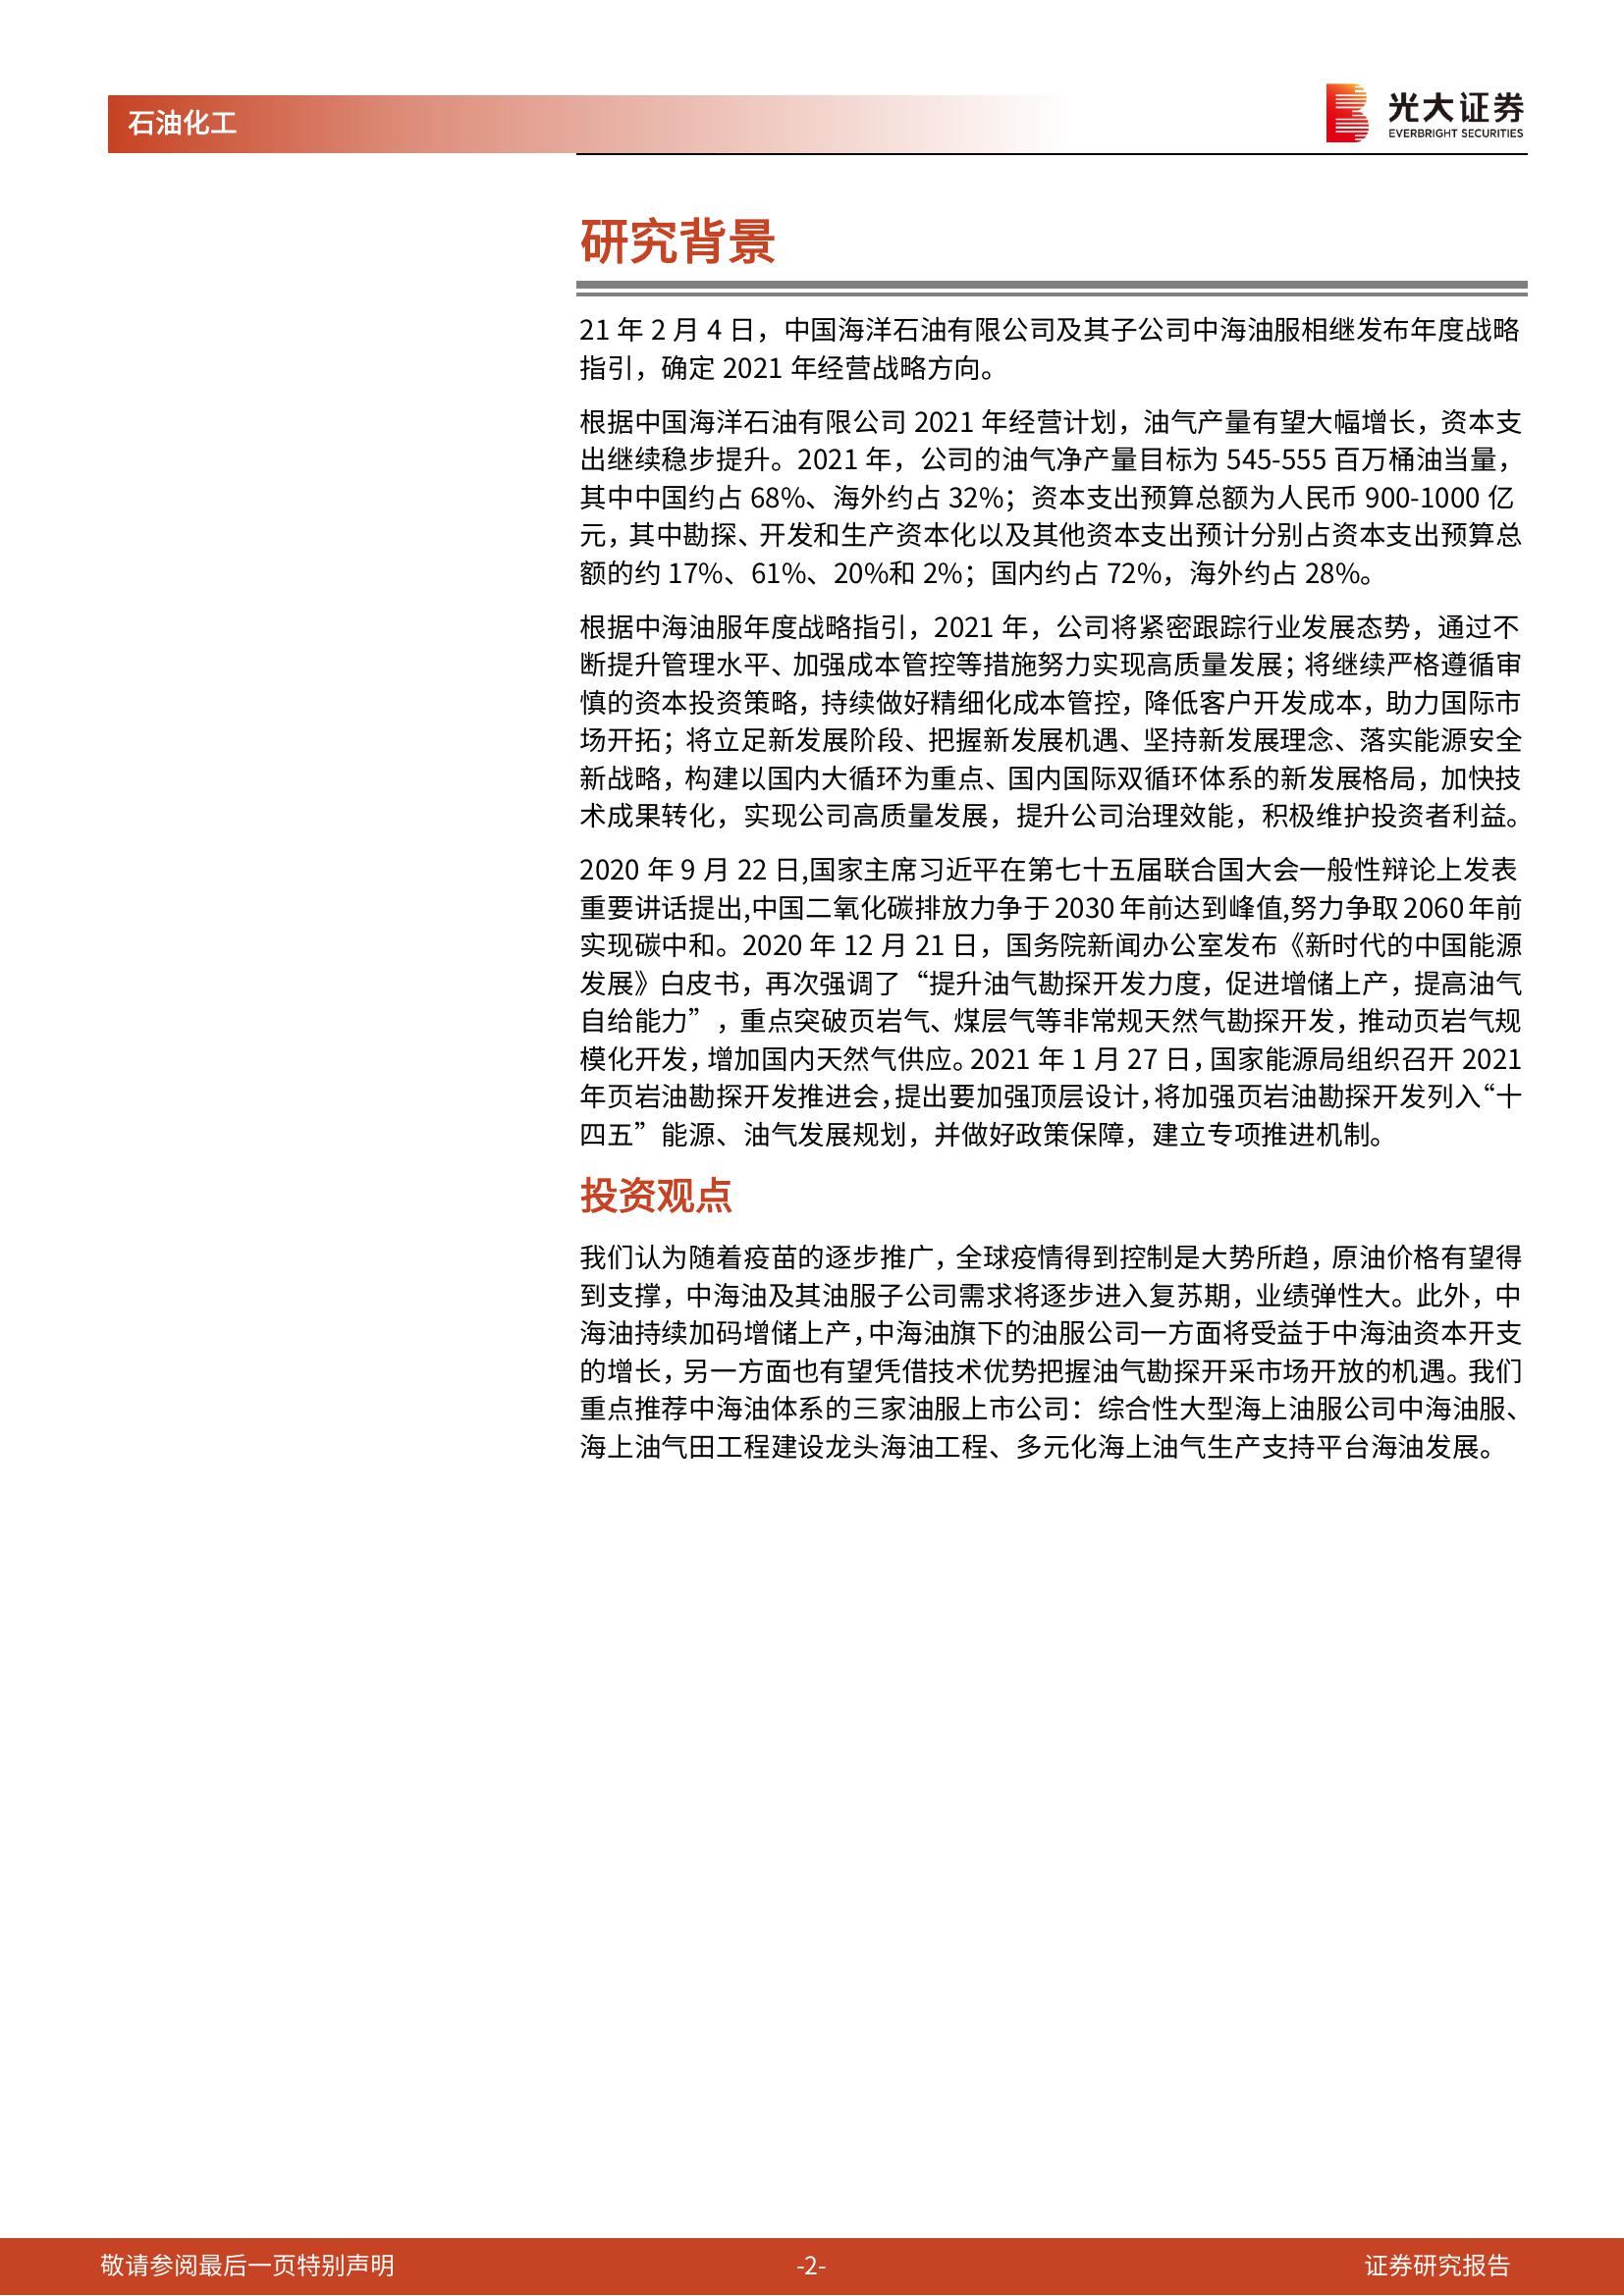 石油化工
光大证券
EVERBRIGHT SECURITIES
研究背景
21 年 2 月 4 日，中国海洋石油有限公司及其子公司中海油服相继发布年度战略
指引，确定 2021 年经营战略方向。
根据中国海洋石油有限公司 2021 年经营计划，油气产量有望大幅增长，资本支
出继续稳步提升。2021 年，公司的油气净产量目标为 545-555 百万桶油当量，
其中中国约占 68%、海外约占 32%；资本支出预算总额为人民币 900-1000 亿
元，其中勘探、开发和生产资本化以及其他资本支出预计分别占资本支出预算总
额的约 17%、61%、20%和 2%；国内约占 72%，海外约占 28%。
根据中海油服年度战略指引，2021 年，公司将紧密跟踪行业发展态势，通过不
断提升管理水平、加强成本管控等措施努力实现高质量发展；将继续严格遵循审
慎的资本投资策略，持续做好精细化成本管控，降低客户开发成本，助力国际市
场开拓；将立足新发展阶段、把握新发展机遇、坚持新发展理念、落实能源安全
新战略，构建以国内大循环为重点、国内国际双循环体系的新发展格局，加快技
术成果转化，实现公司高质量发展，提升公司治理效能，积极维护投资者利益。
2020 年 9 月 22 日,国家主席习近平在第七十五届联合国大会一般性辩论上发表
重要讲话提出,中国二氧化碳排放力争于 2030 年前达到峰值,努力争取 2060 年前
实现碳中和。2020 年 12 月 21 日，国务院新闻办公室发布《新时代的中国能源
发展》白皮书，再次强调了“提升油气勘探开发力度，促进增储上产，提高油气
自给能力”，重点突破页岩气、煤层气等非常规天然气勘探开发，推动页岩气规
模化开发，增加国内天然气供应。2021 年 1 月 27 日，国家能源局组织召开 2021
年页岩油勘探开发推进会，提出要加强顶层设计，将加强页岩油勘探开发列入“十
四五”能源、油气发展规划，并做好政策保障，建立专项推进机制。
投资观点
我们认为随着疫苗的逐步推广，全球疫情得到控制是大势所趋，原油价格有望得
到支撑，中海油及其油服子公司需求将逐步进入复苏期，业绩弹性大。此外，中
海油持续加码增储上产，中海油旗下的油服公司一方面将受益于中海油资本开支
的增长，另一方面也有望凭借技术优势把握油气勘探开采市场开放的机遇。我们
重点推荐中海油体系的三家油服上市公司：综合性大型海上油服公司中海油服、
海上油气田工程建设龙头海油工程、多元化海上油气生产支持平台海油发展。
敬请参阅最后一页特别声明
-2-
证券研究报告